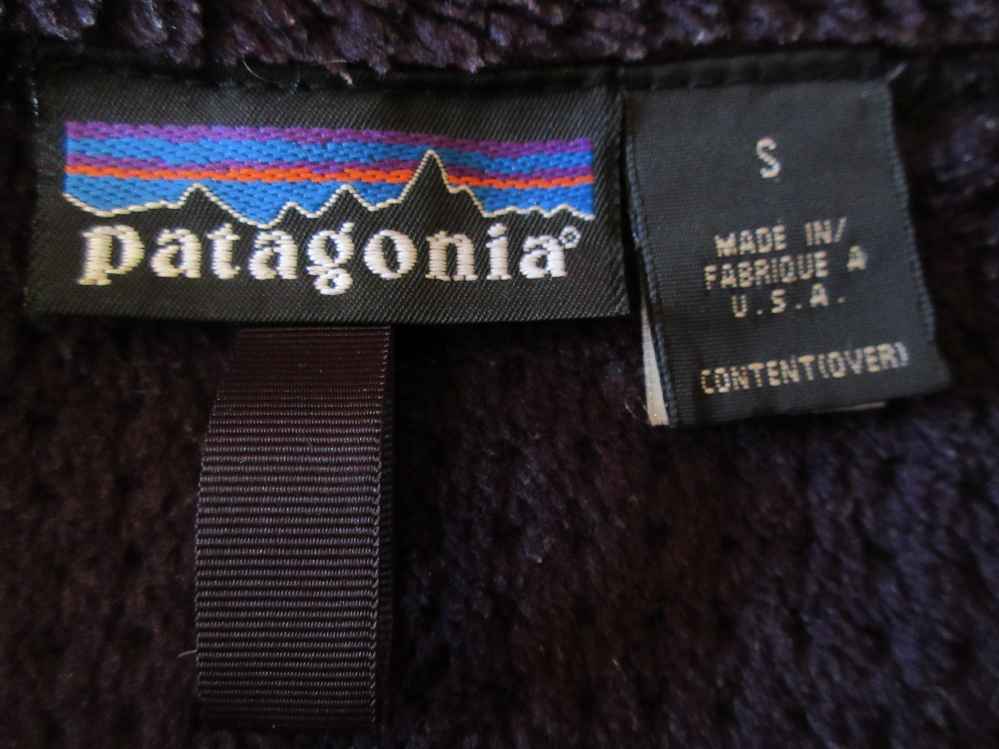 patagonia®
S
MADE IN/
FABRIQUE A
U.S.A.
CONTENT(OVER)